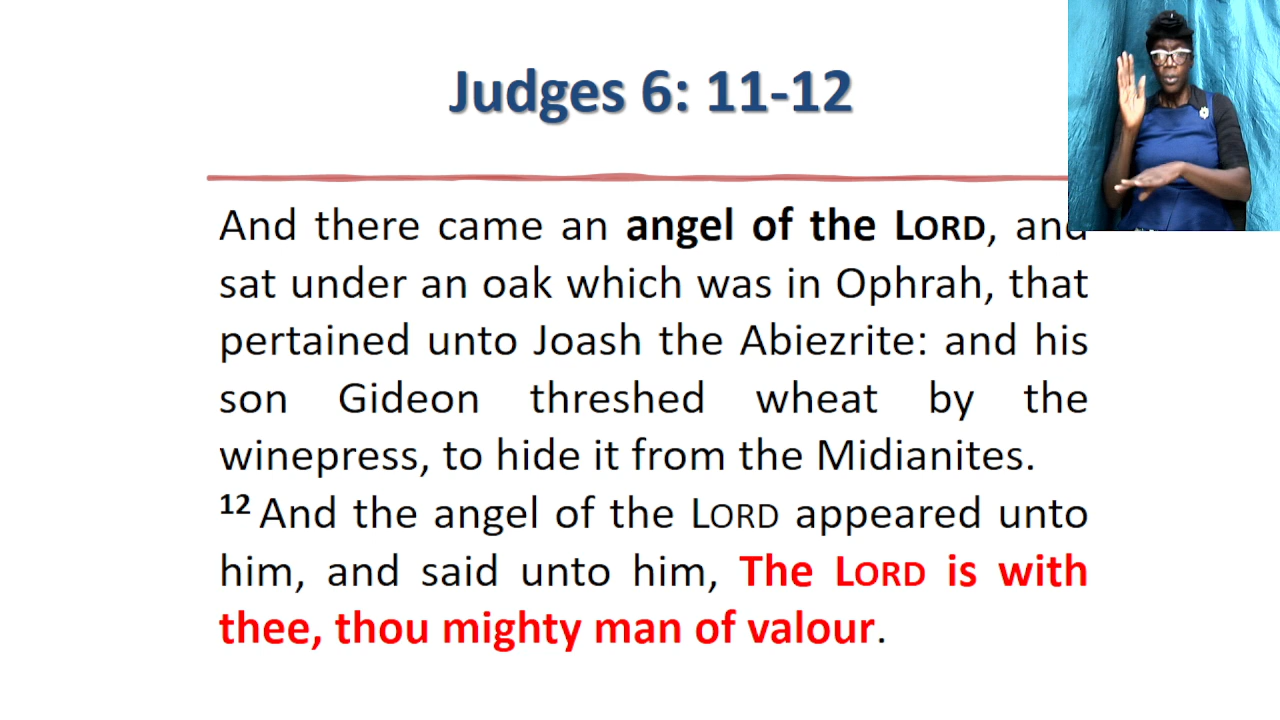 Judges 6: 11-12
And there came an angel of the LORD, and
sat under an oak which was in Ophrah, that
pertained unto Joash the Abiezrite: and his
son Gideon threshed wheat by the
winepress, to hide it from the Midianites.
12 And the angel of the LORD appeared unto
him, and said unto him, The LORD is with
thee, thou mighty man of valour.